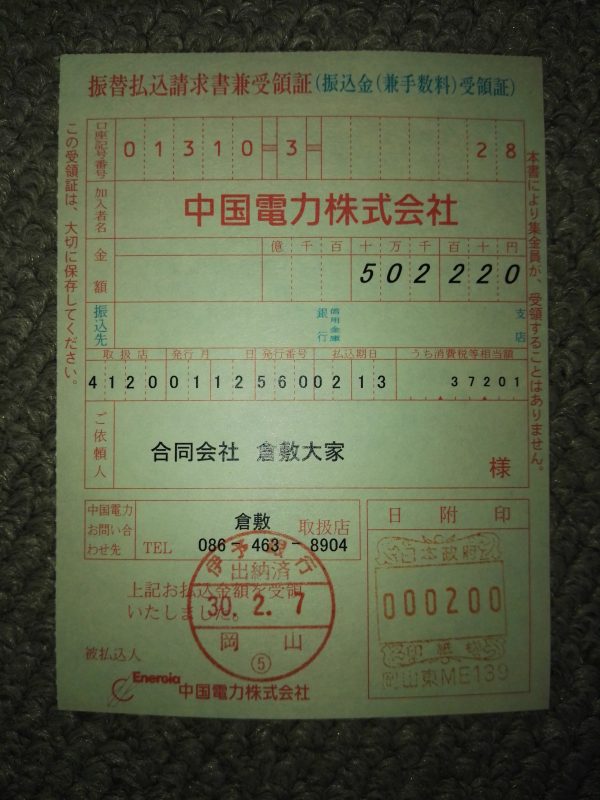 振替払込請求書兼受領証(振込金(兼手数料)受領証)
口座記号番号 01310=3= 28
加入者名 中国電力株式会社
億千百十万千百十円
金額 502220
振込先 銀行 信用金庫 支店
取扱店 発行月 日 発行番号 払込期日 うち消費税等相当額
4120 0112 5600213 37201
ご依頼人 合同会社 倉敷大家 様
この受領証は、大切に保存してください。
本書により集金員が、受領することはありません。
中国電力お問い合わせ先
倉敷 取扱店
TEL 086 - 463 - 8904
日附印
上記お払込金額を受領
いたしました。
伊予銀行
出納済
30.2.7
岡山
5
日本政府
000200
印紙税
岡山東ME139
被払込人
Energia 中国電力株式会社